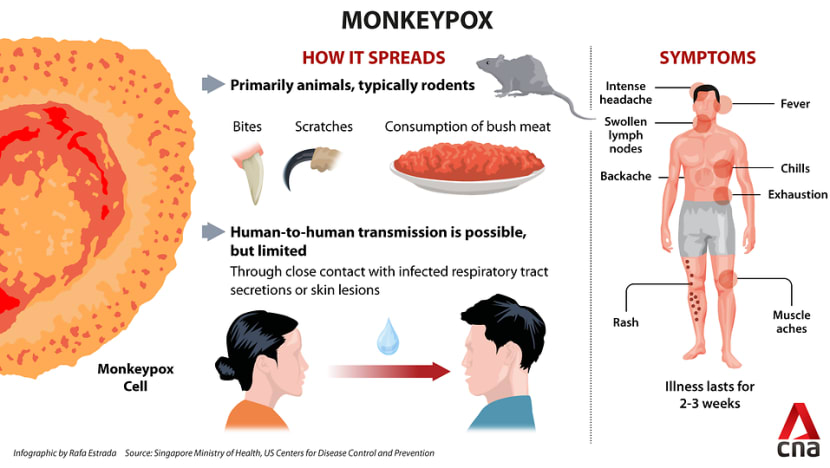 MONKEYPOX
HOW IT SPREADS
Primarily animals, typically rodents
Bites
Scratches
Consumption of bush meat
Human-to-human transmission is possible,
but limited
Through close contact with infected respiratory tract
secretions or skin lesions
Monkeypox
Cell
SYMPTOMS
Intense
headache
Fever
Swollen
lymph
nodes
Backache
Chills
Exhaustion
Rash
Muscle
aches
Illness lasts for
2-3 weeks
Infographic by Rafa Estrada Source: Singapore Ministry of Health, US Centers for Disease Control and Prevention
cna